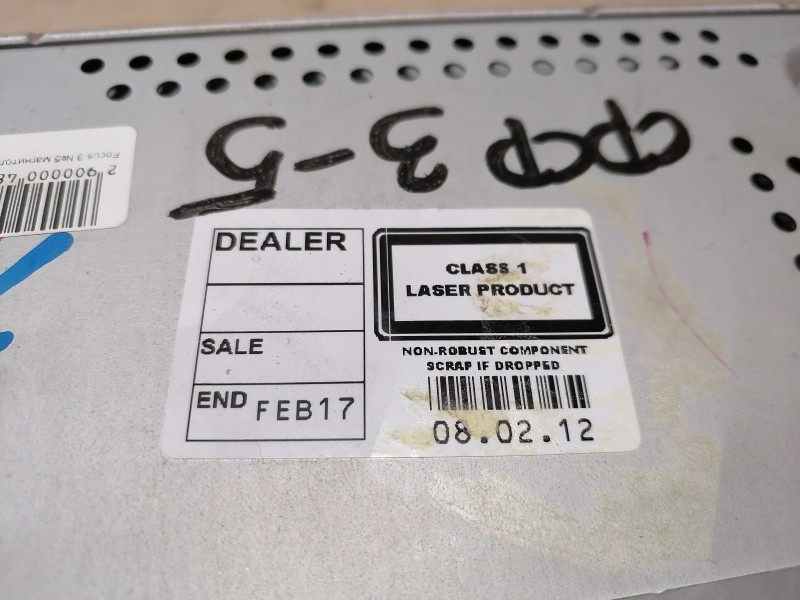 3-5
Focus 3 №5 магнитол
2 900000 48
DEALER
SALE
END FEB17
CLASS 1
LASER PRODUCT
NON-ROBUST COMPONENT
SCRAP IF DROPPED
08.02.12